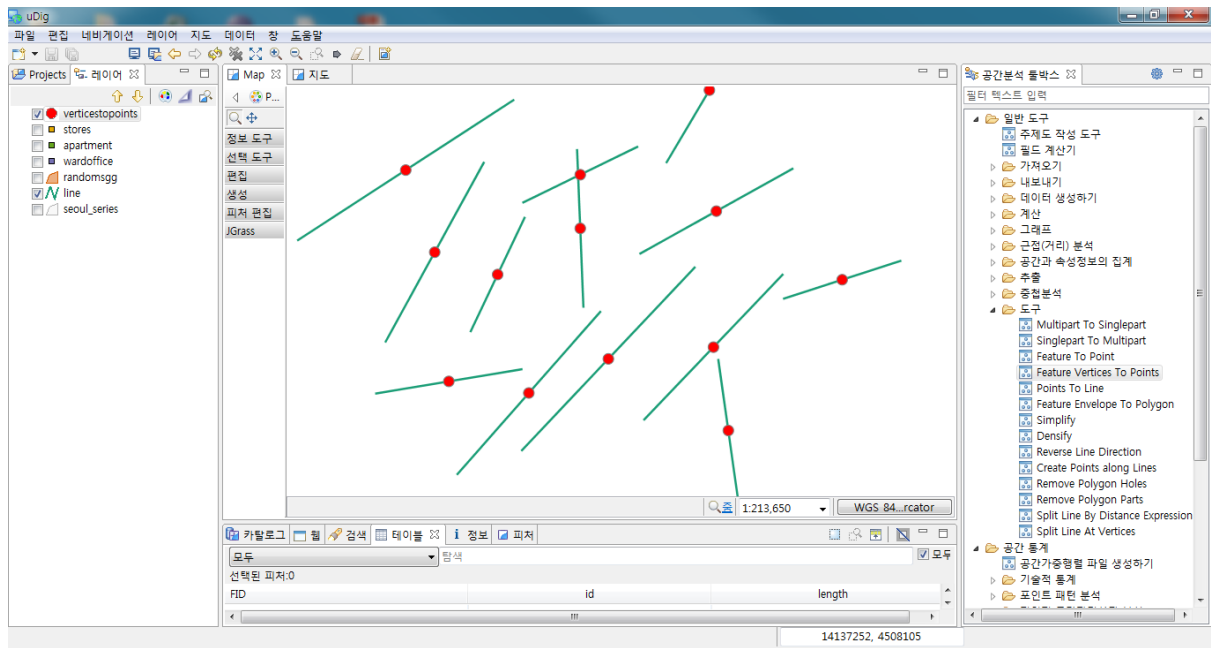 uDig
파일 편집 네비게이션 레이어 지도 데이터 창 도움말
Projects 레이어
verticestopoints
stores
apartment
wardoffice
randomsgg
line
seoul_series
Map 지도
P...
정보 도구
선택 도구
편집
생성
피처 편집
JGrass
줌 1:213,650 WGS 84...rcator
카탈로그 웹 검색 테이블 정보 피처
모두 탐색 모두
선택된 피처:0
FID id length
14137252, 4508105
공간분석 툴박스
필터 텍스트 입력
일반 도구
주제도 작성 도구
필드 계산기
가져오기
내보내기
데이터 생성하기
계산
그래프
근접(거리) 분석
공간과 속성정보의 집계
추출
중첩분석
도구
Multipart To Singlepart
Singlepart To Multipart
Feature To Point
Feature Vertices To Points
Points To Line
Feature Envelope To Polygon
Simplify
Densify
Reverse Line Direction
Create Points along Lines
Remove Polygon Holes
Remove Polygon Parts
Split Line By Distance Expression
Split Line At Vertices
공간 통계
공간가중행렬 파일 생성하기
기술적 통계
포인트 패턴 분석